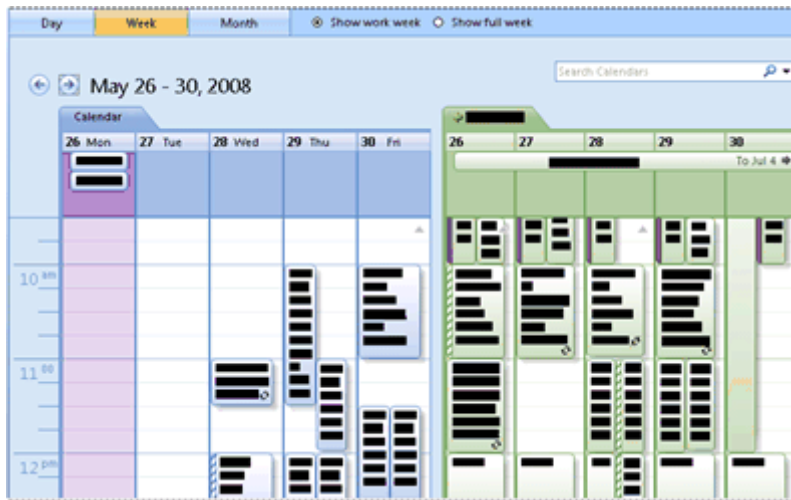 Day Week Month Show work week Show full week
Search Calendars
May 26 - 30, 2008
Calendar
26 Mon 27 Tue 28 Wed 29 Thu 30 Fri 26 27 28 29 30
To Jul 4
10 am
11 00
12 pm